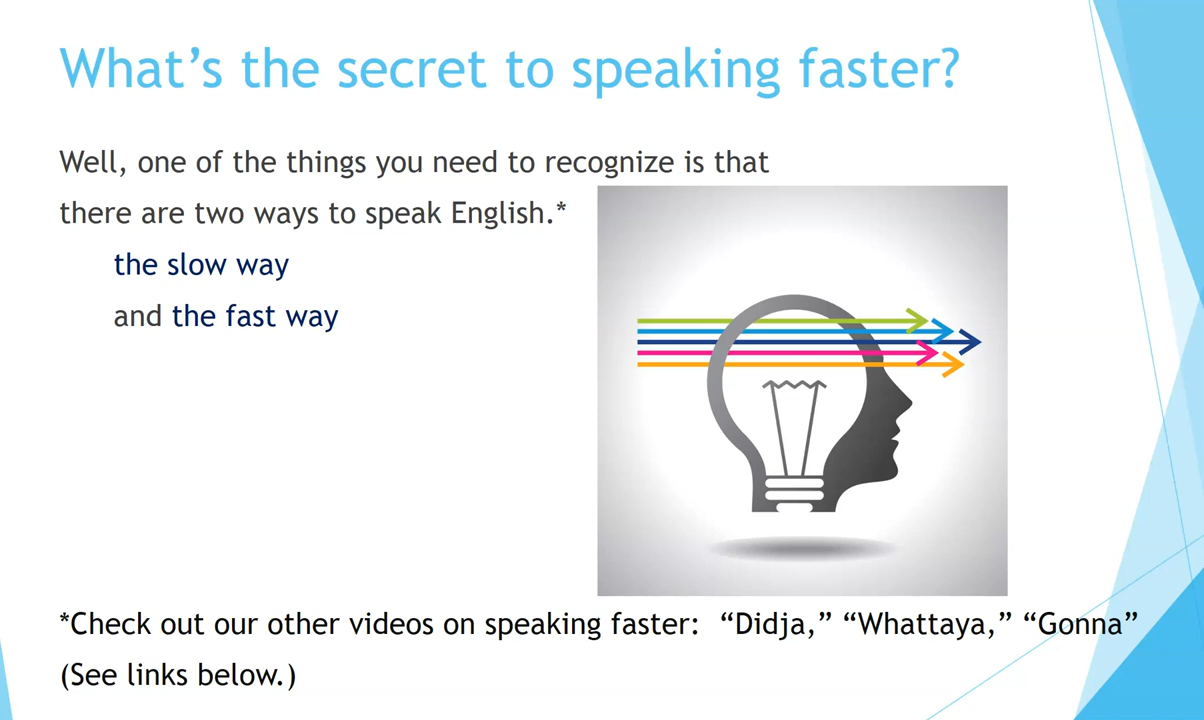 What’s the secret to speaking faster?
Well, one of the things you need to recognize is that
there are two ways to speak English.*
the slow way
and the fast way
*Check out our other videos on speaking faster: “Didja,” “Whattaya,” “Gonna”
(See links below.)